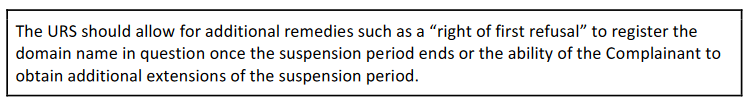 The URS should allow for additional remedies such as a “right of first refusal” to register the
domain name in question once the suspension period ends or the ability of the Complainant to
obtain additional extensions of the suspension period.